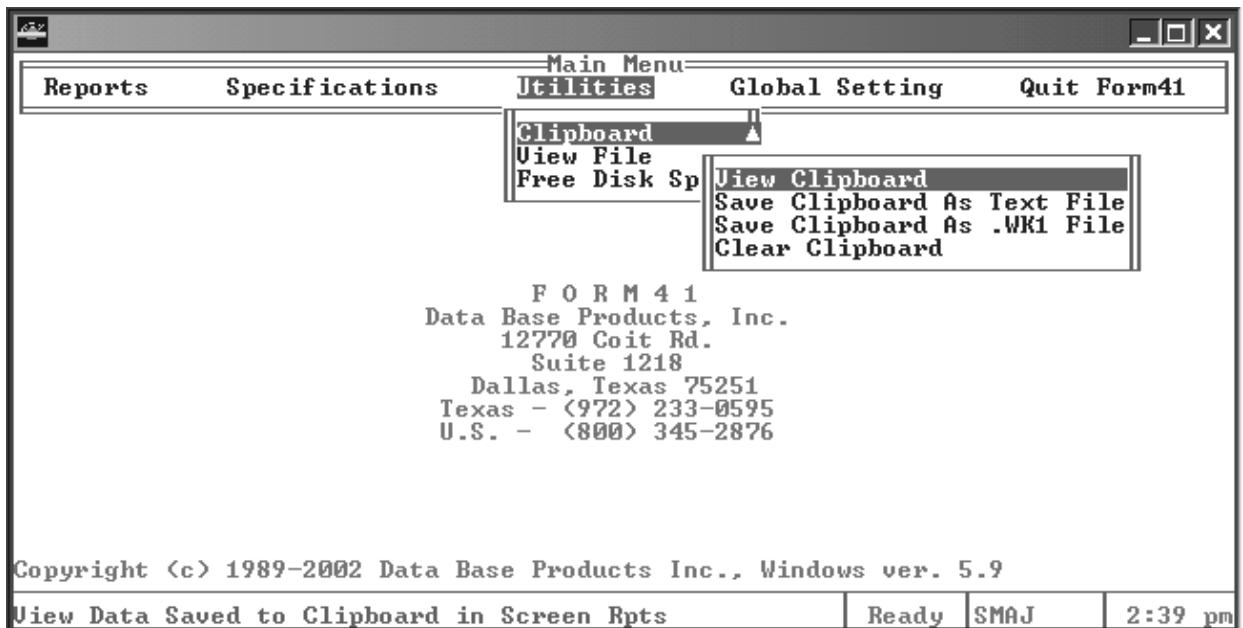 Main Menu
Reports Specifications Utilities Global Setting Quit Form41
Clipboard
View File
Free Disk Sp
View Clipboard
Save Clipboard As Text File
Save Clipboard As .WK1 File
Clear Clipboard
F O R M 4 1
Data Base Products, Inc.
12770 Coit Rd.
Suite 1218
Dallas, Texas 75251
Texas - (972) 233-0595
U.S. - (800) 345-2876
Copyright (c) 1989-2002 Data Base Products Inc., Windows ver. 5.9
View Data Saved to Clipboard in Screen Rpts Ready SMAJ 2:39 pm